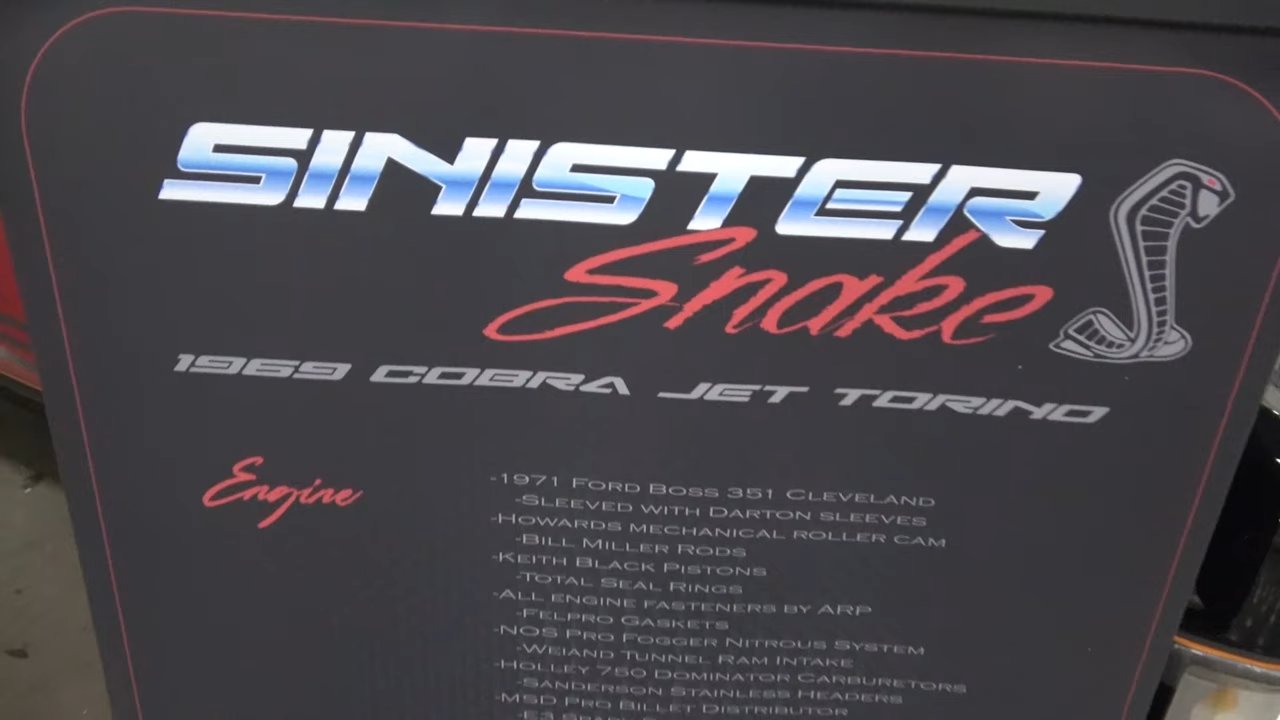 SINISTER
Snake
1969 COBRA JET TORINO
Engine
-1971 FORD BOSS 351 CLEVELAND
-SLEEVED WITH DARTON SLEEVES
-HOWARDS MECHANICAL ROLLER CAM
-BILL MILLER RODS
-KEITH BLACK PISTONS
-TOTAL SEAL RINGS
-ALL ENGINE FASTENERS BY ARP
-FELPRO GASKETS
-NOS PRO FOGGER NITROUS SYSTEM
-WEIAND TUNNEL RAM INTAKE
-HOLLEY 750 DOMINATOR CARBURETORS
-SANDERSON STAINLESS HEADERS
-MSD PRO BILLET DISTRIBUTOR
-E3